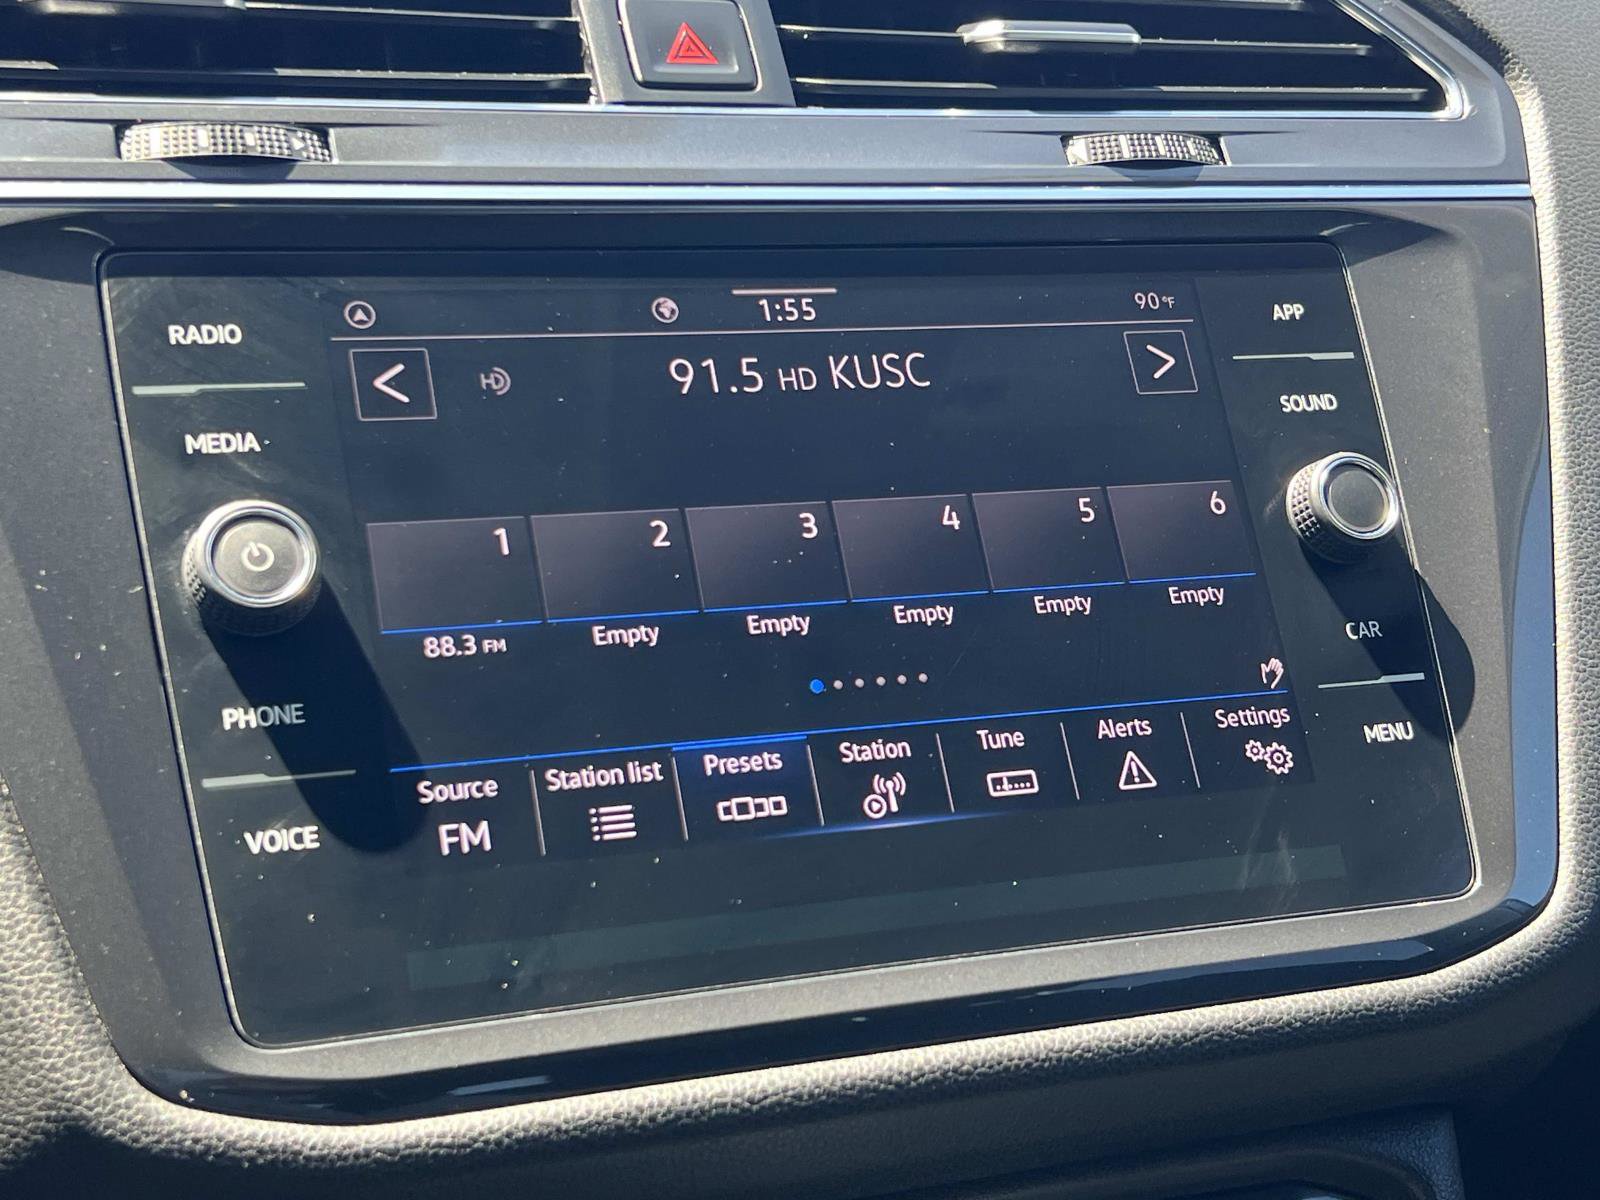 1:55
90°F
RADIO
APP
< HD 91.5 HD KUSC >
MEDIA
SOUND
1 2 3 4 5 6
88.3 FM Empty Empty Empty Empty Empty
CAR
PHONE
MENU
Source Station list Presets Station Tune Alerts Settings
FM
VOICE